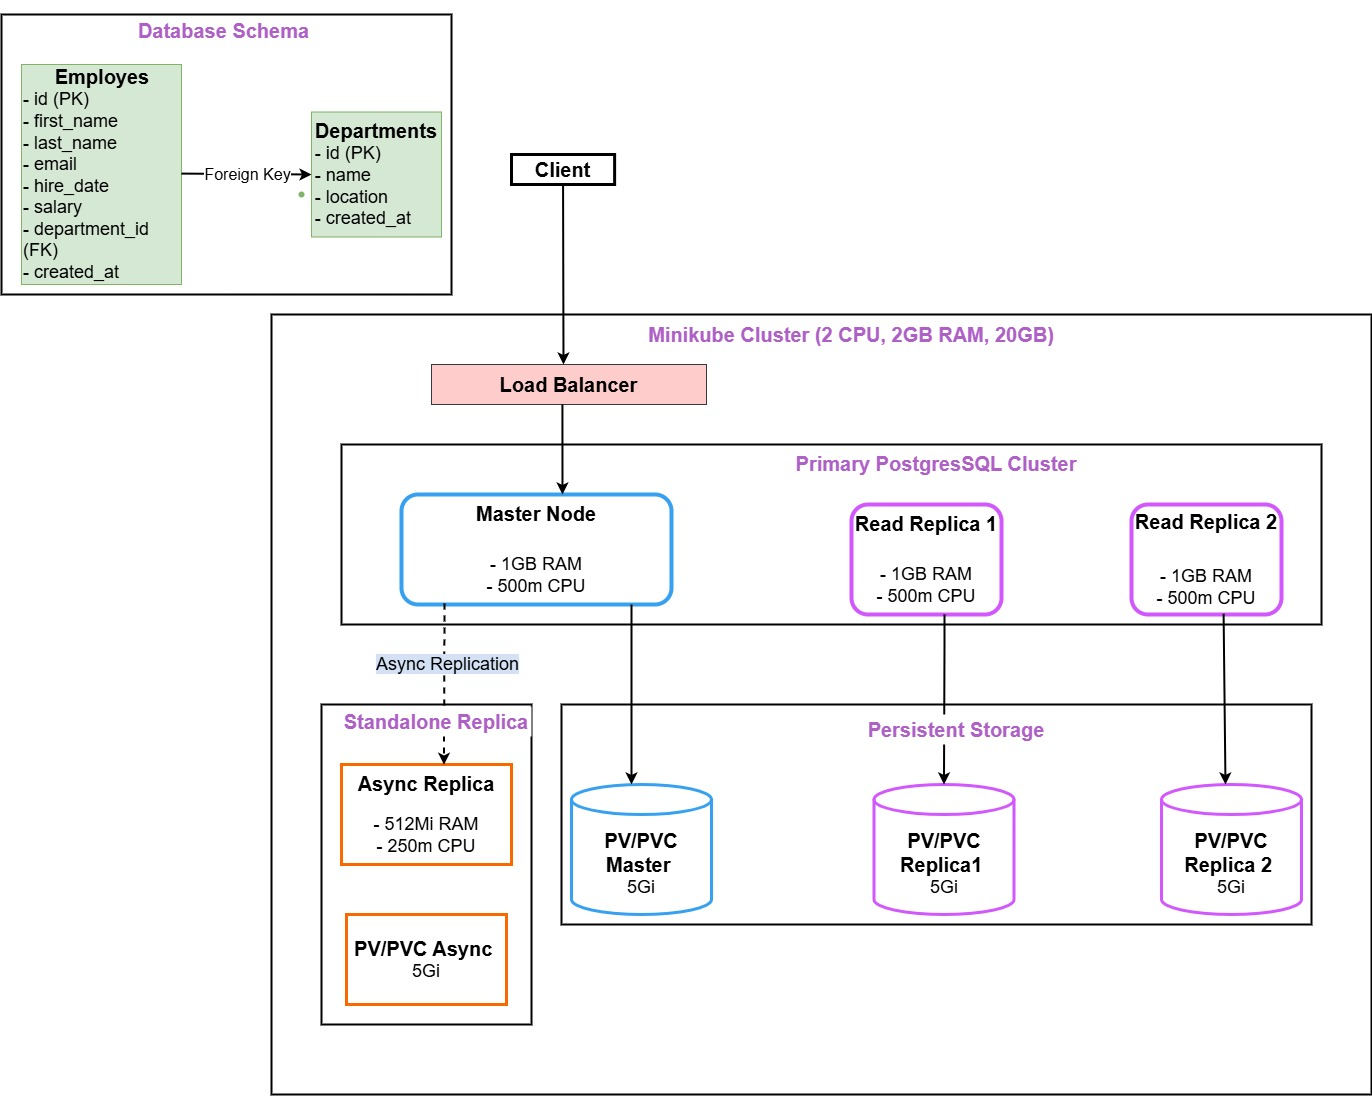 Database Schema
Employes
- id (PK)
- first_name
- last_name
- email
- hire_date
- salary
- department_id
(FK)
- created_at
Foreign Key
Departments
- id (PK)
- name
- location
- created_at
Client
Minikube Cluster (2 CPU, 2GB RAM, 20GB)
Load Balancer
Primary PostgresSQL Cluster
Master Node
- 1GB RAM
- 500m CPU
Read Replica 1
- 1GB RAM
- 500m CPU
Read Replica 2
- 1GB RAM
- 500m CPU
Async Replication
Standalone Replica
Async Replica
- 512Mi RAM
- 250m CPU
PV/PVC Async
5Gi
Persistent Storage
PV/PVC
Master
5Gi
PV/PVC
Replica1
5Gi
PV/PVC
Replica 2
5Gi